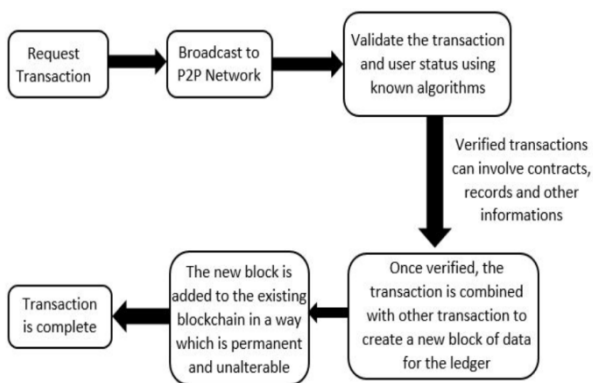 Request
Transaction
Broadcast to
P2P Network
Validate the transaction
and user status using
known algorithms
Verified transactions
can involve contracts,
records and other
informations
Once verified, the
transaction is combined
with other transaction to
create a new block of data
for the ledger
The new block is
added to the existing
blockchain in a way
which is permanent
and unalterable
Transaction
is complete